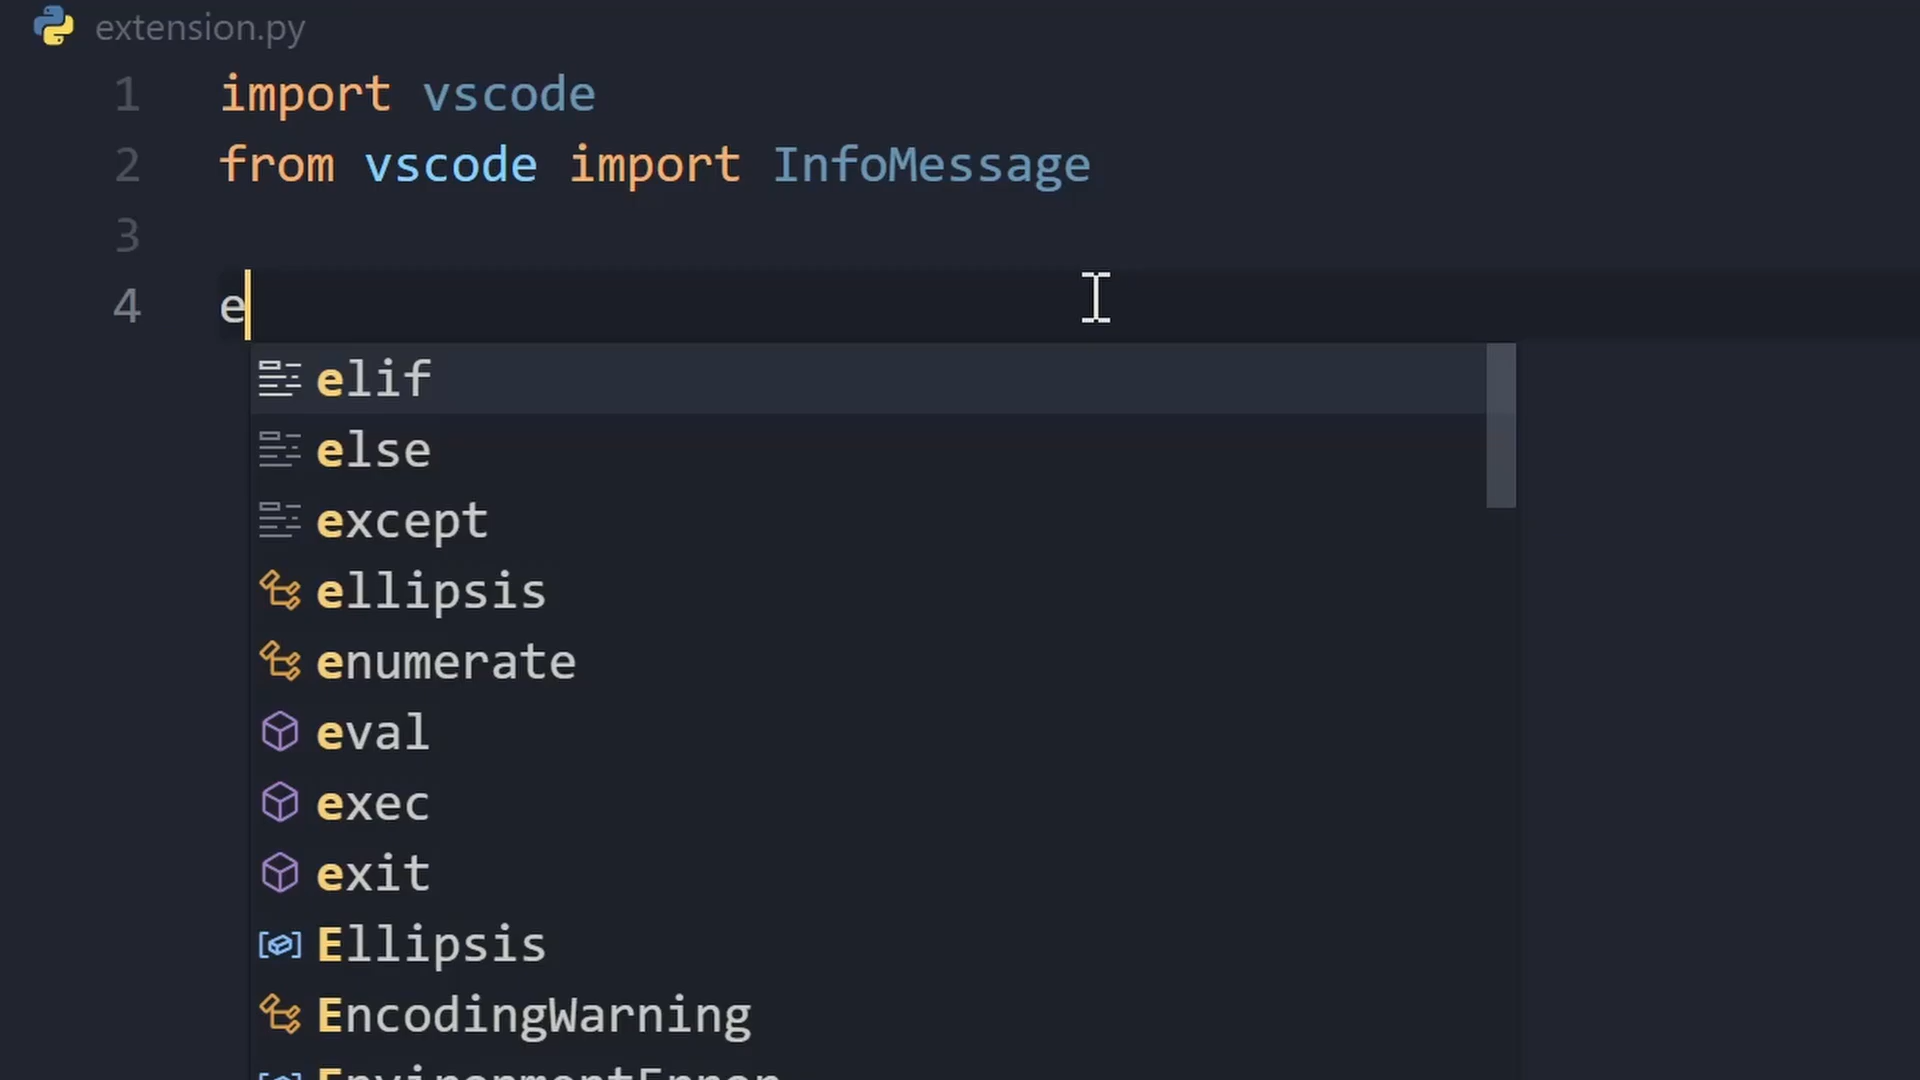 extension.py
1 import vscode
2 from vscode import InfoMessage
3
4 e
elif
else
except
ellipsis
enumerate
eval
exec
exit
Ellipsis
EncodingWarning
EnvironmentError